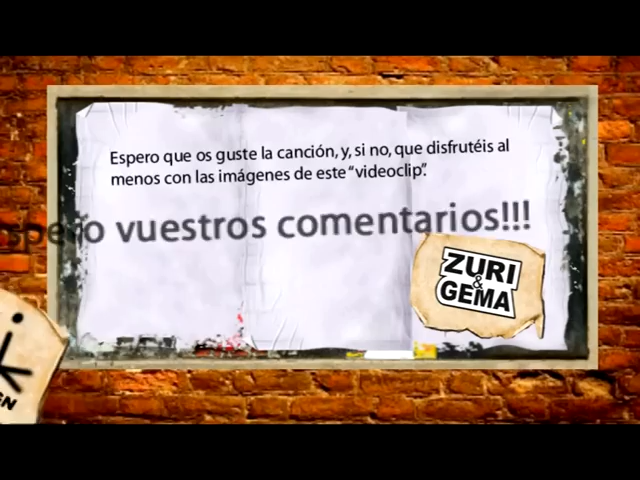 Espero que os guste la canción, y, si no, que disfrutéis al
menos con las imágenes de este "videoclip".
spero vuestros comentarios!!!
ZURI
&
GEMA